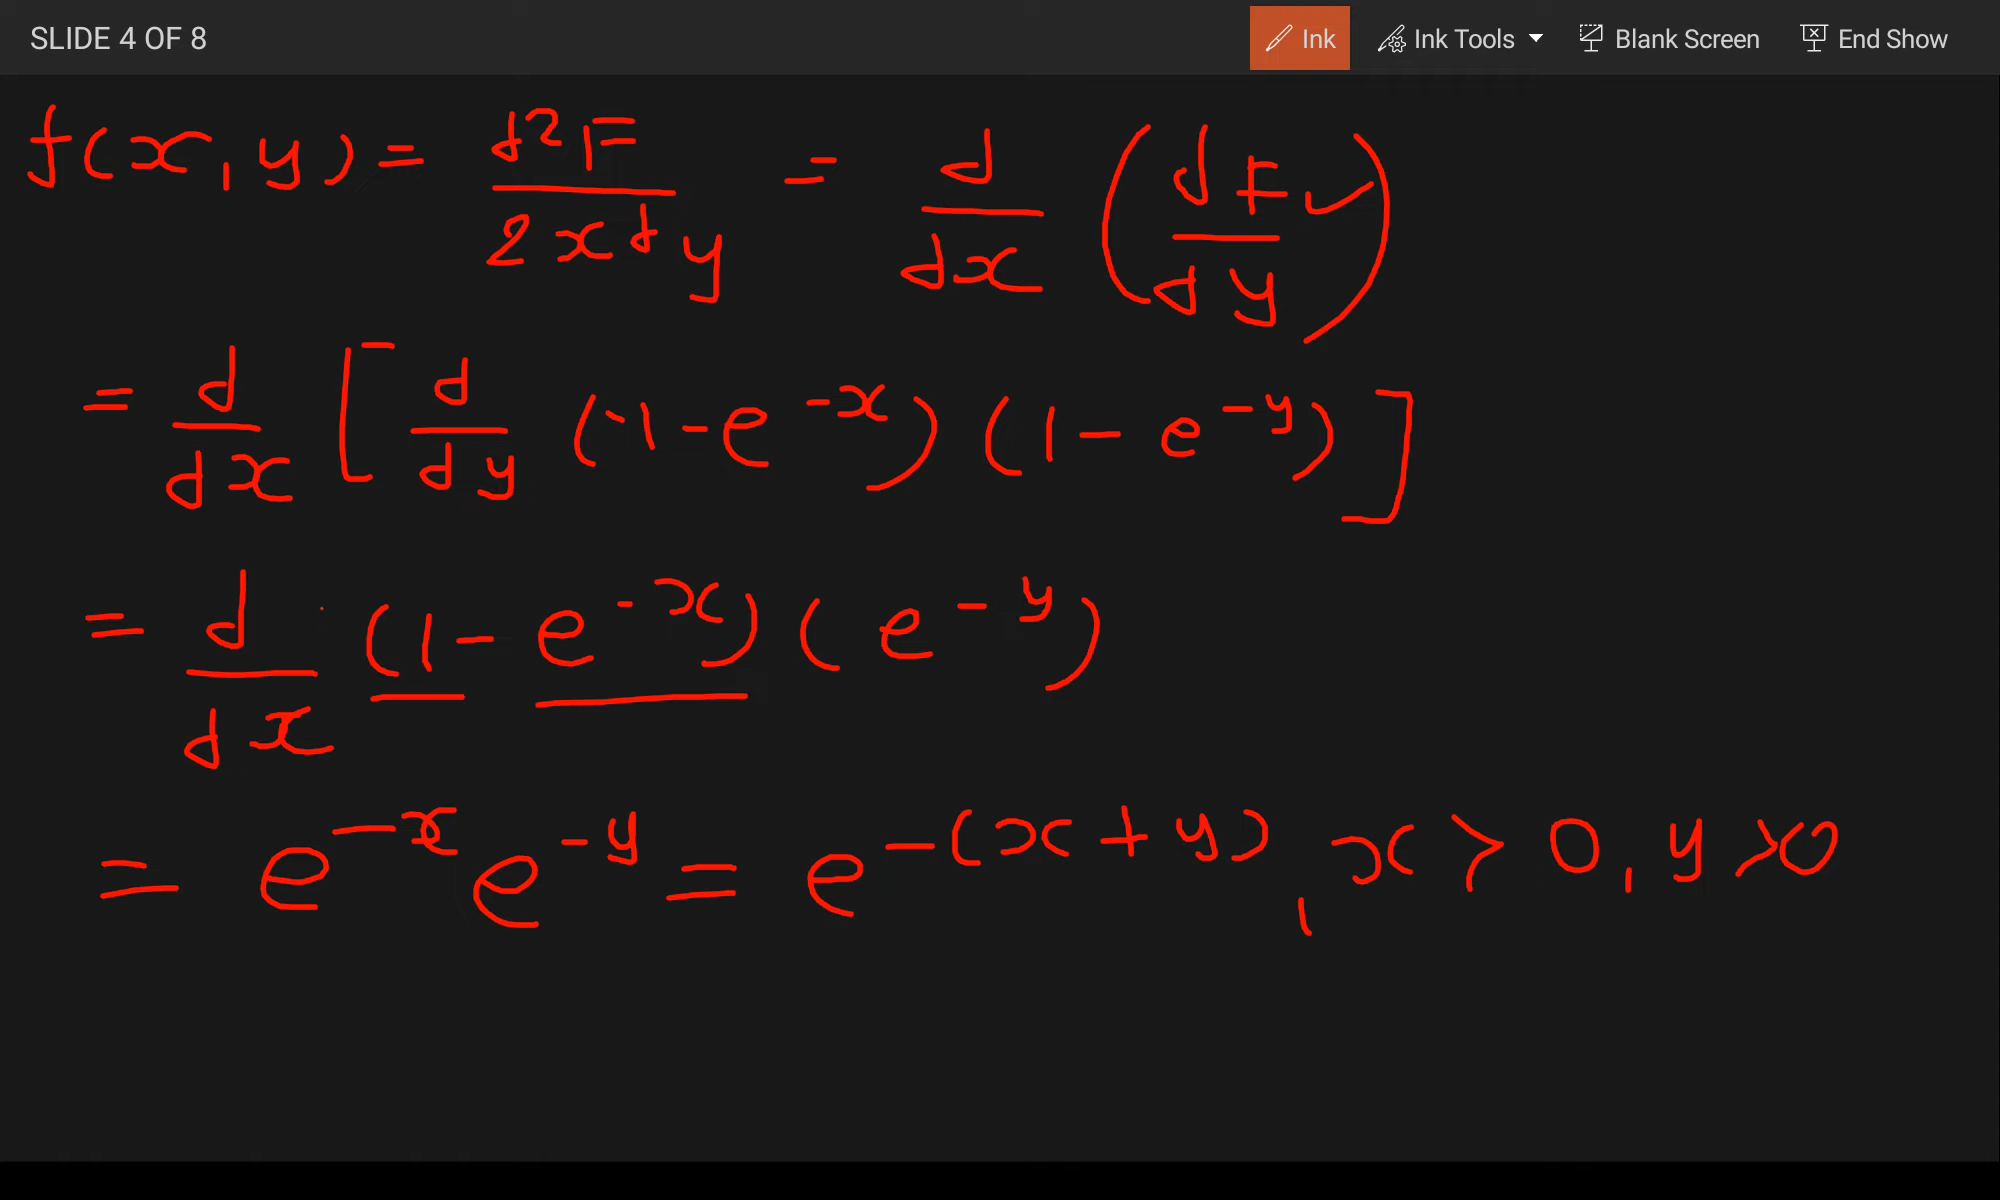 SLIDE 4 OF 8 Ink Ink Tools Blank Screen End Show
f(x,y) = d²F / 2x dy = d/dx (dF/dy)
= d/dx [d/dy (1-e^-x)(1-e^-y)]
= d/dx (1-e^-x)(e^-y)
= e^-x e^-y = e^-(x+y), x>0, y>0